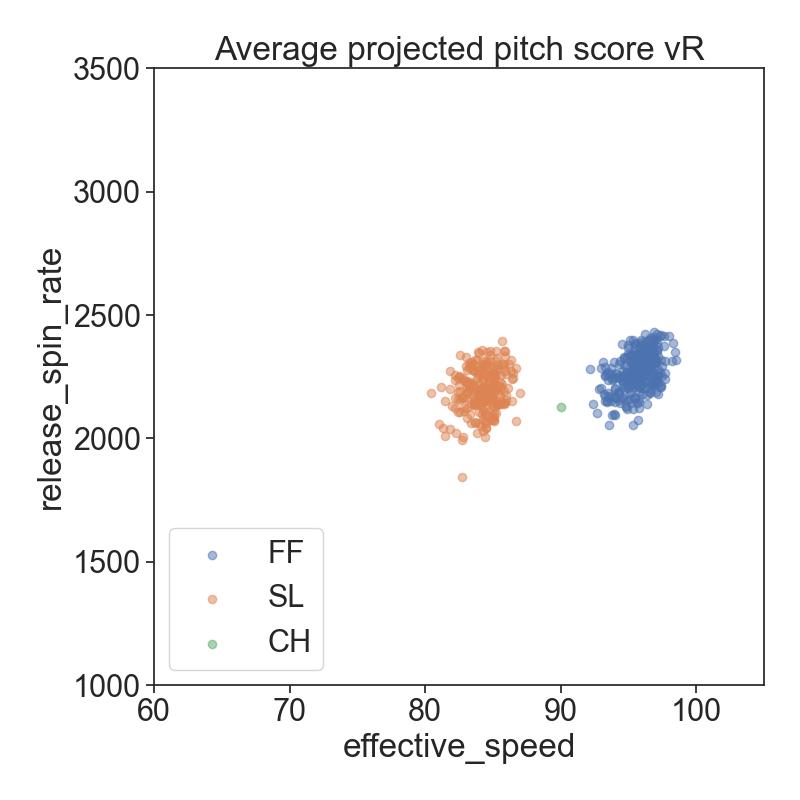 Average projected pitch score vR
3500
3000
2500
2000
1500
1000
release_spin_rate
FF
SL
CH
60 70 80 90 100
effective_speed